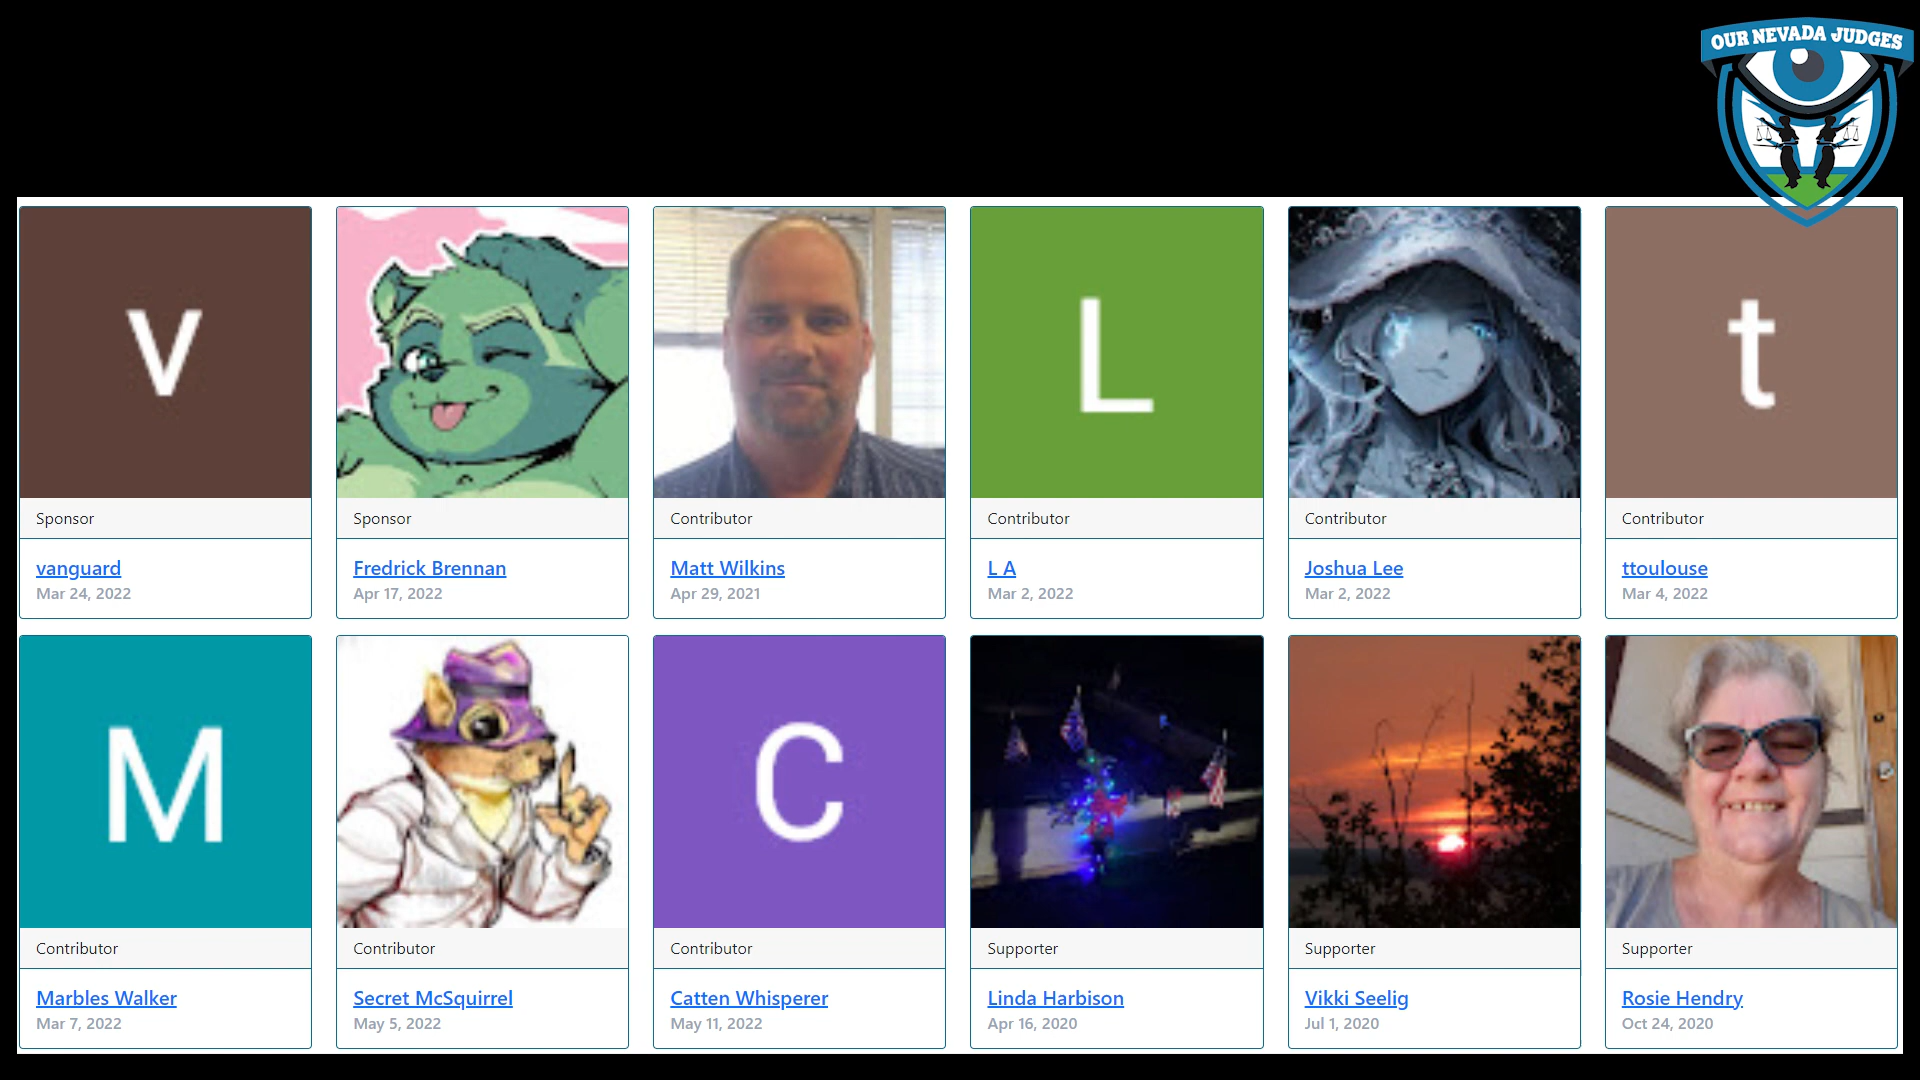 OUR NEVADA JUDGES
V
L
t
Sponsor
Sponsor
Contributor
Contributor
Contributor
Contributor
vanguard
Fredrick Brennan
Matt Wilkins
L A
Joshua Lee
ttoulouse
Mar 24, 2022
Apr 17, 2022
Apr 29, 2021
Mar 2, 2022
Mar 2, 2022
Mar 4, 2022
M
C
Contributor
Contributor
Contributor
Supporter
Supporter
Supporter
Marbles Walker
Secret McSquirrel
Catten Whisperer
Linda Harbison
Vikki Seelig
Rosie Hendry
Mar 7, 2022
May 5, 2022
May 11, 2022
Apr 16, 2020
Jul 1, 2020
Oct 24, 2020